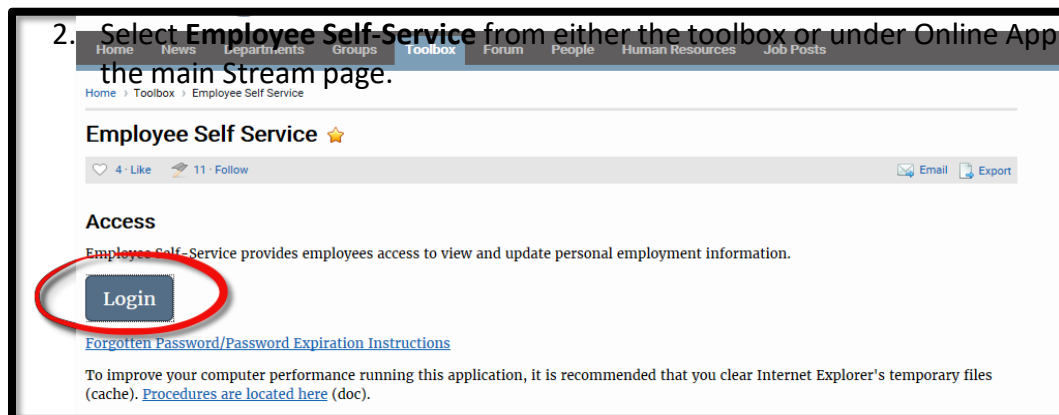 2. Select Employee Self-Service from either the toolbox or under Online App
Home News Departments Groups Toolbox Forum People Human Resources Job Posts
the main Stream page.
Home › Toolbox › Employee Self Service
Employee Self Service
4 · Like 11 · Follow Email Export
Access
Employee Self-Service provides employees access to view and update personal employment information.
Login
Forgotten Password/Password Expiration Instructions
To improve your computer performance running this application, it is recommended that you clear Internet Explorer's temporary files
(cache). Procedures are located here (doc).